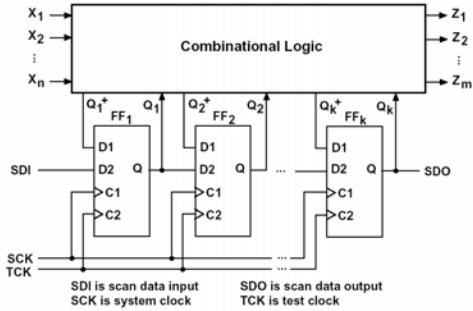 X1 Z1
X2 Combinational Logic Z2
⋮ ⋮
Xn Zm
Q1+ Q1 Q2+ Q2 Qk+ Qk
FF1 FF2 FFk
D1 D1 D1
SDI D2 Q D2 Q ... D2 Q SDO
C1 C1 C1
C2 C2 C2
SCK ...
TCK ...
SDI is scan data input SDO is scan data output
SCK is system clock TCK is test clock